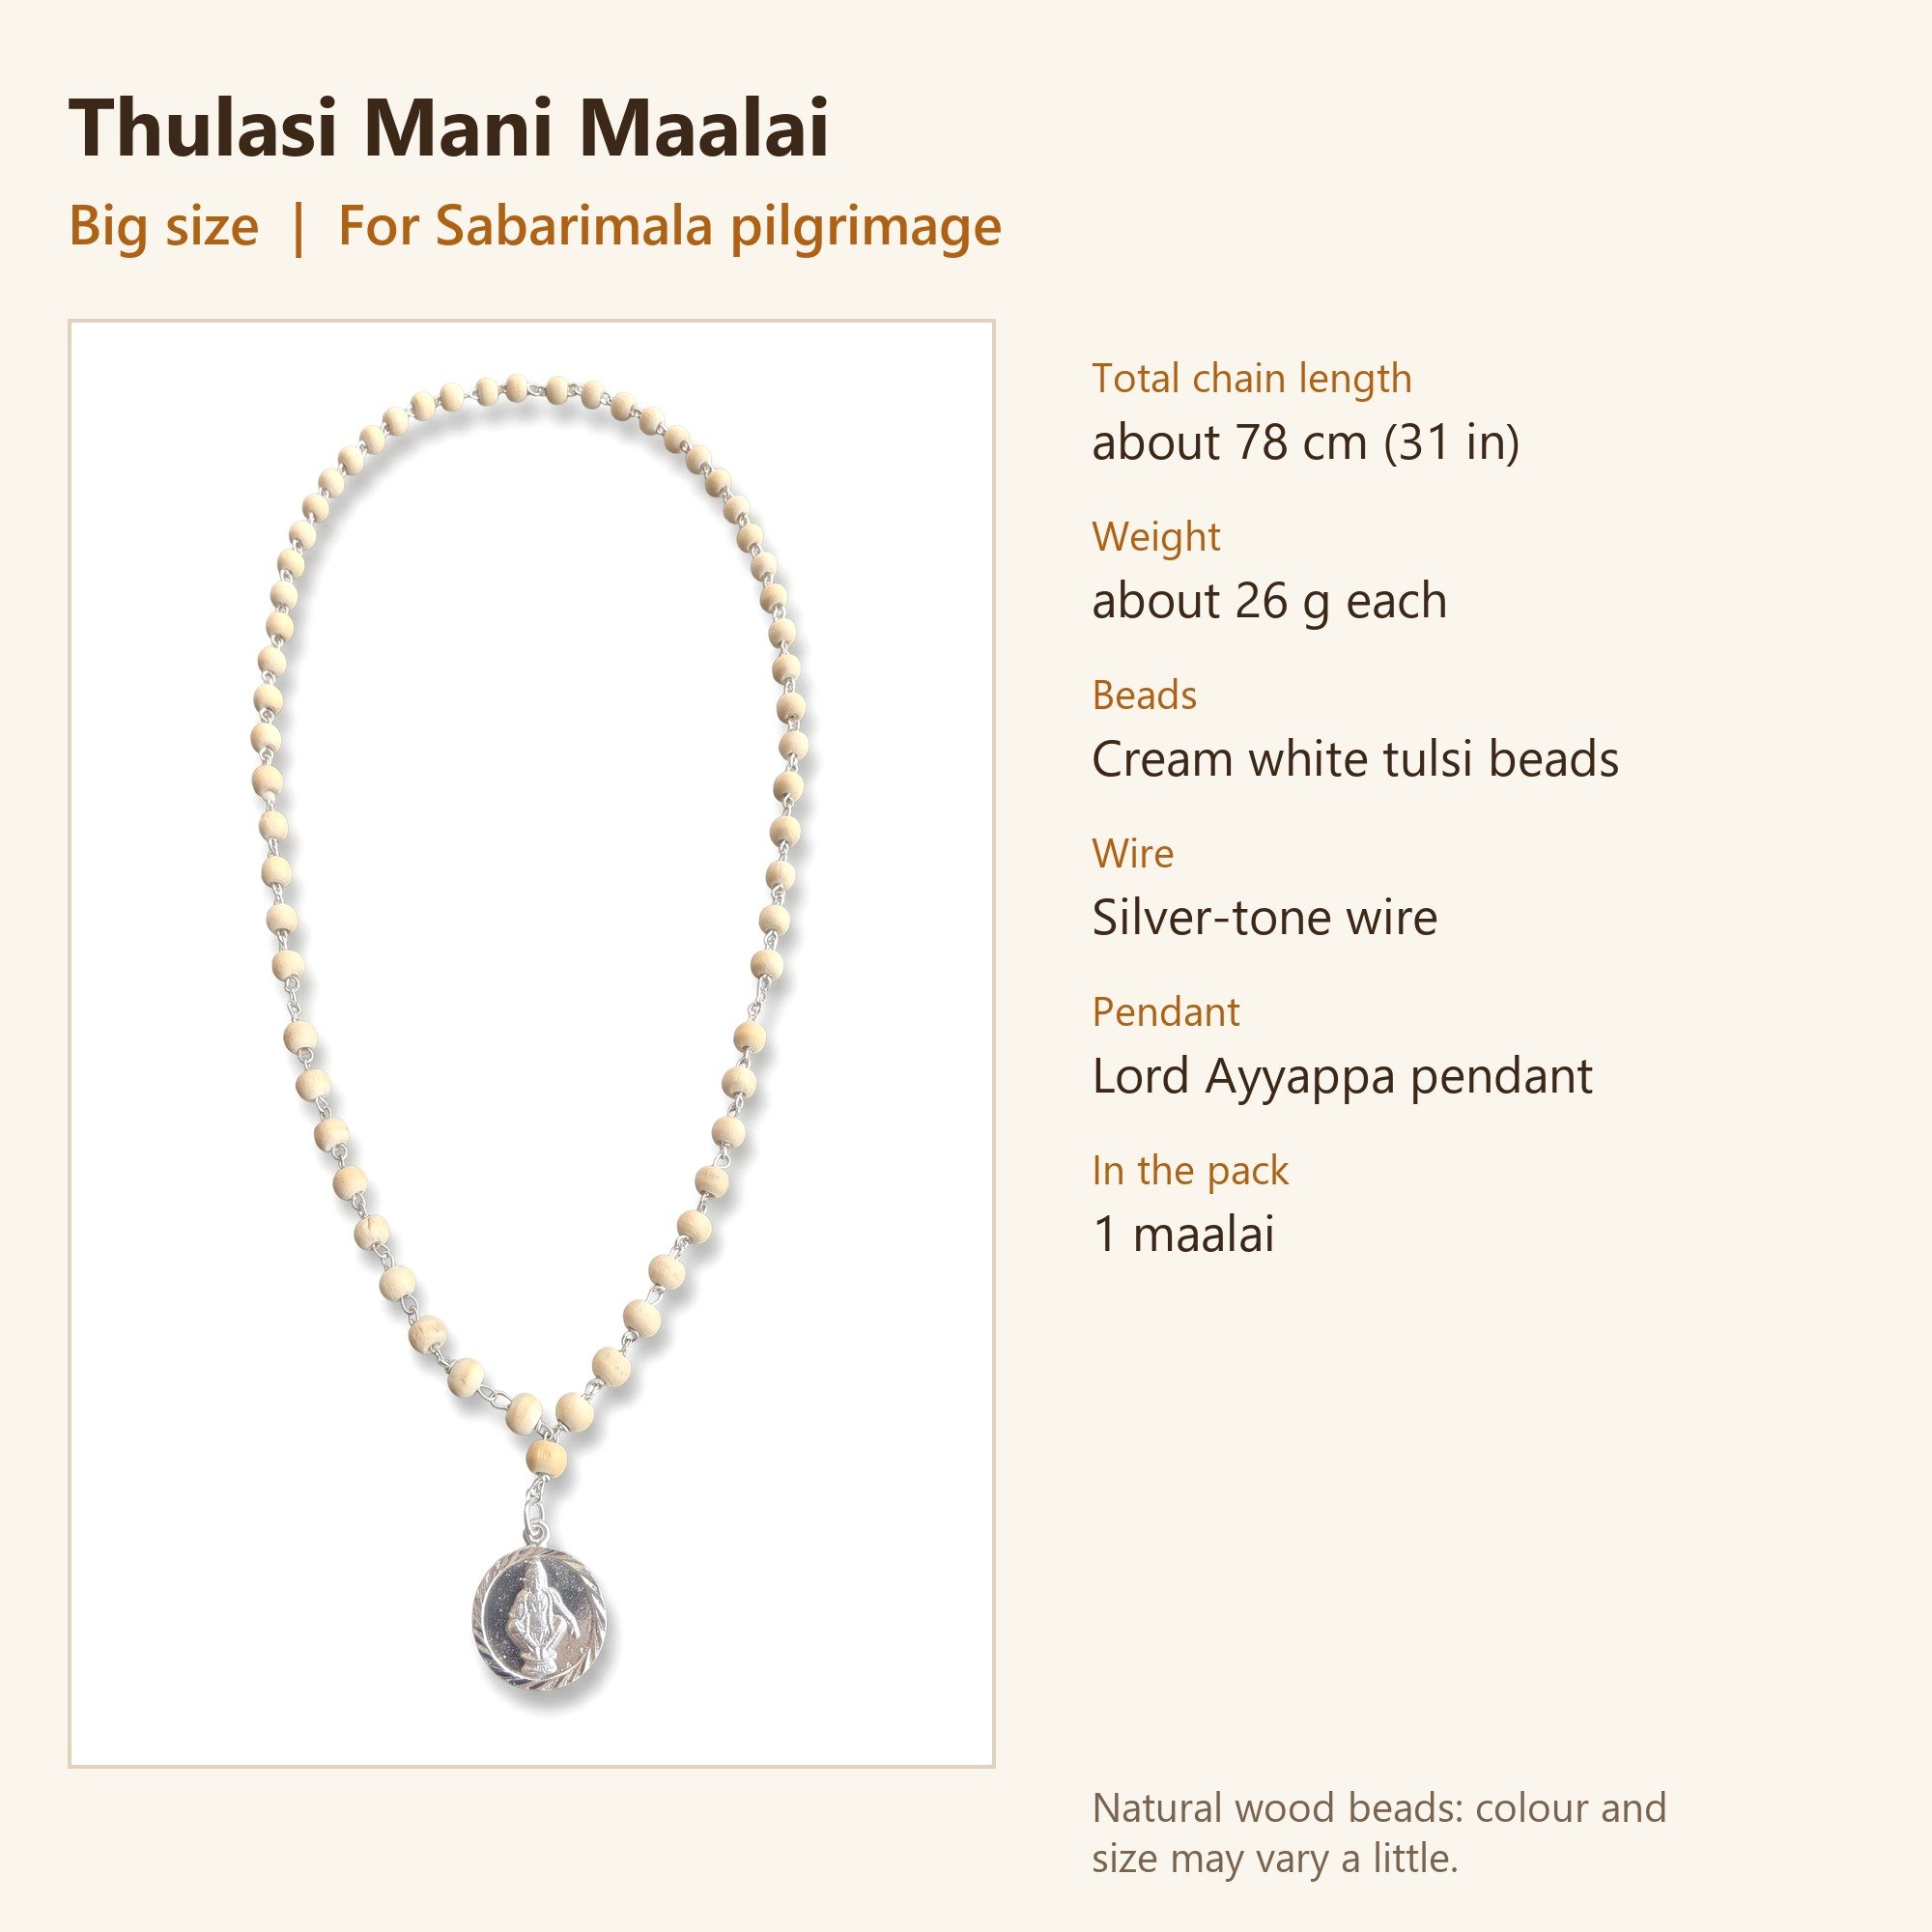 Thulasi Mani Maalai
Big size | For Sabarimala pilgrimage
Total chain length
about 78 cm (31 in)
Weight
about 26 g each
Beads
Cream white tulsi beads
Wire
Silver-tone wire
Pendant
Lord Ayyappa pendant
In the pack
1 maalai
Natural wood beads: colour and
size may vary a little.